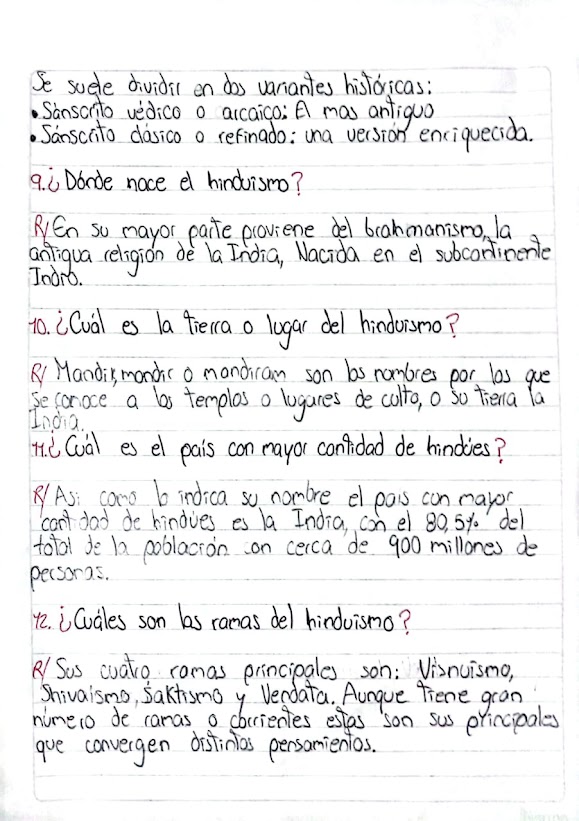 Se suele dividir en dos variantes históricas:
• Sánscrito védico o arcaico: El mas antiguo
• Sánscrito clásico o refinado: una versión enriquecida.
9. ¿Dónde nace el hinduismo?
R/ En su mayor parte proviene del brahmanismo, la
antigua religión de la India, Nacida en el subcontinente
Indio.
10. ¿Cuál es la tierra o lugar del hinduismo?
R/ Mandir, mandir o mandiram son los nombres por los que
se conoce a los templos o lugares de culto, o su tierra la
India.
11. ¿Cuál es el país con mayor cantidad de hindúes?
R/ Asi como lo indica su nombre el pais con mayor
cantidad de hindúes es la India, con el 80,5% del
total de la población con cerca de 900 millones de
personas.
12. ¿Cuáles son las ramas del hinduismo?
R/ Sus cuatro ramas principales son: Visnuismo,
Shivaismo, Saktismo y Vendata. Aunque tiene gran
número de ramas o corrientes estas son sus principales
que convergen distintos pensamientos.